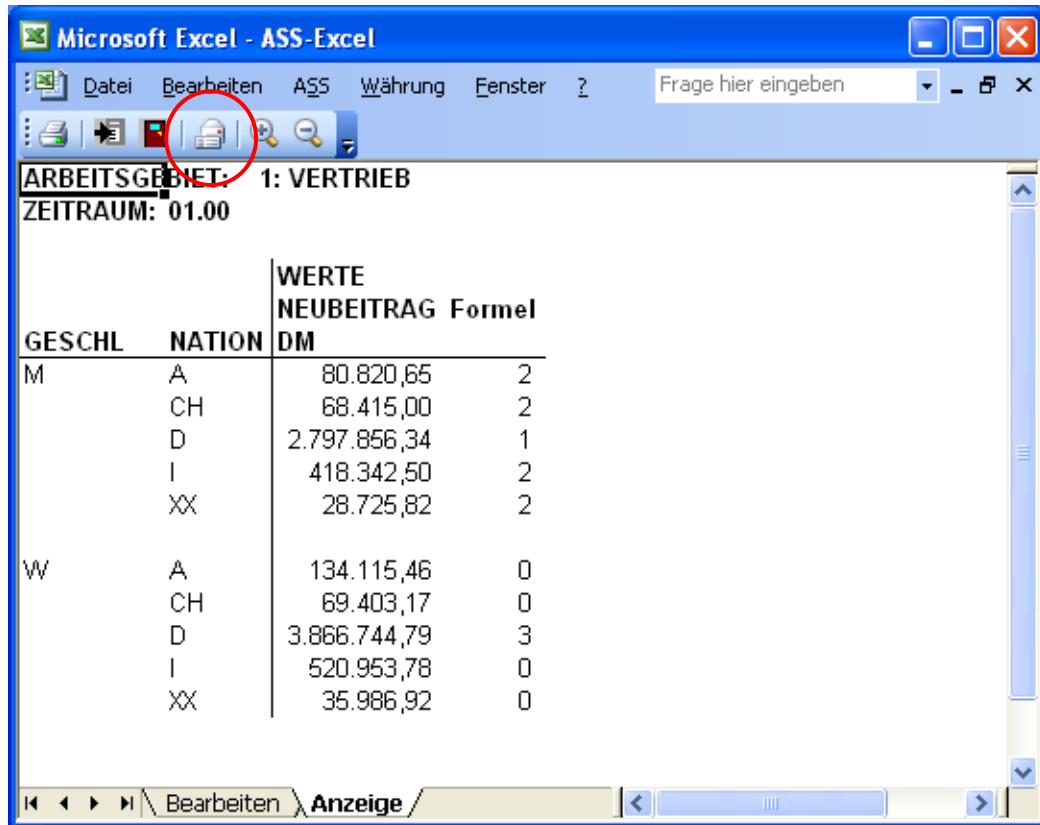 Microsoft Excel - ASS-Excel
Datei Bearbeiten ASS Währung Fenster ? Frage hier eingeben
ARBEITSGEBIET: 1: VERTRIEB
ZEITRAUM: 01.00
WERTE
NEUBEITRAG Formel
GESCHL NATION DM
M A 80.820,65 2
CH 68.415,00 2
D 2.797.856,34 1
I 418.342,50 2
XX 28.725,82 2
W A 134.115,46 0
CH 69.403,17 0
D 3.866.744,79 3
I 520.953,78 0
XX 35.986,92 0
Bearbeiten Anzeige